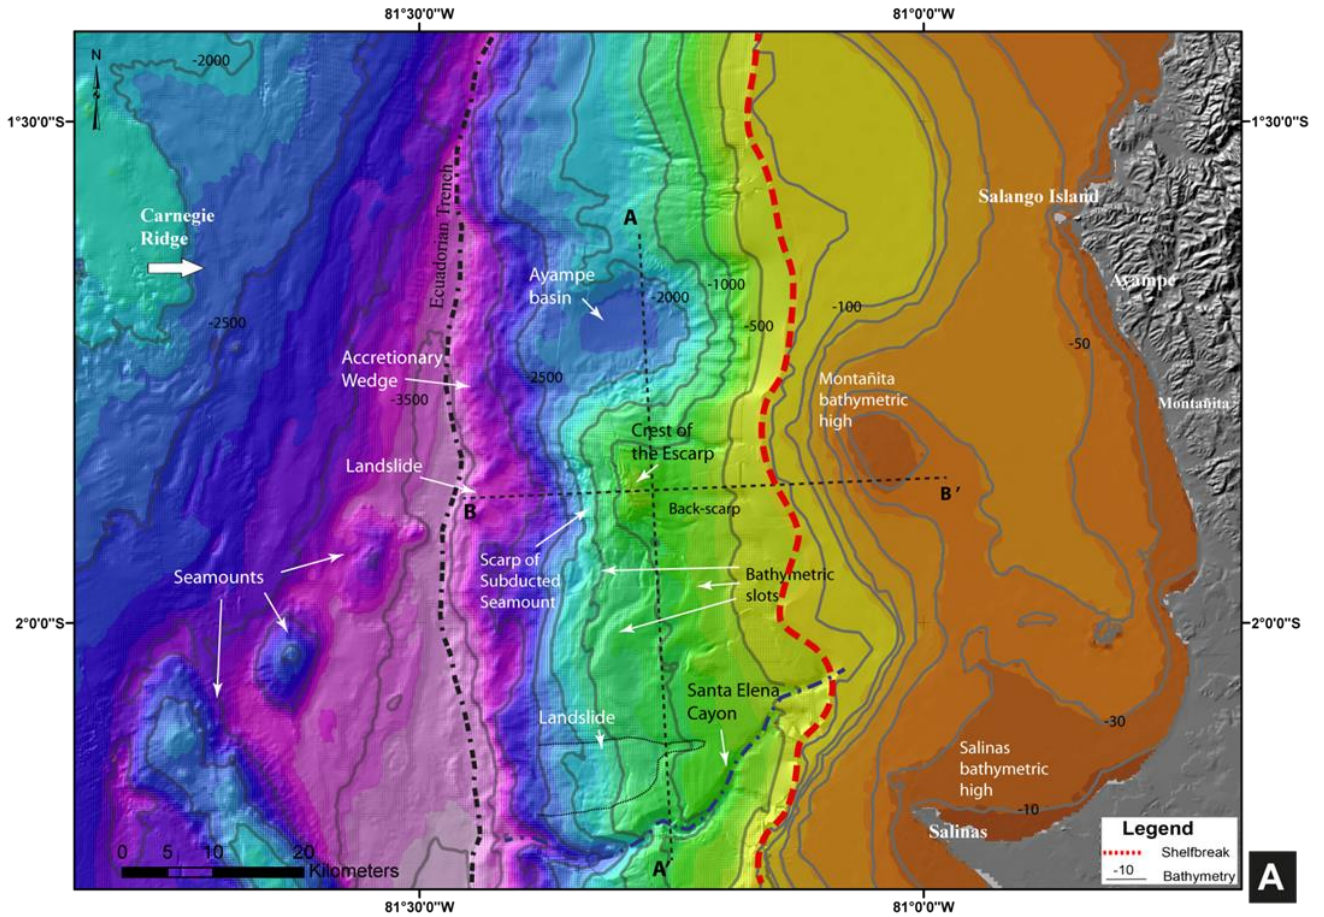 81°30'0"W
81°0'0"W
N
-2000
1°30'0"S
1°30'0"S
Salango Island
Carnegie
Ridge
A
Ecuadorian Trench
Ayampe
basin
Ayampe
-2000
-1000
-500
-100
-2500
-50
Accretionary
Wedge
-2500
-3500
Montañita
bathymetric
high
Montañita
Crest of
the Escarp
Landslide
B
B'
Back-scarp
Scarp of
Subducted
Seamount
Seamounts
Bathymetric
slots
2°0'0"S
2°0'0"S
Santa Elena
Cayon
Landslide
-30
Salinas
bathymetric
high
-10
Salinas
0 5 10 20
Kilometers
A'
Legend
Shelfbreak
-10
Bathymetry
A
81°30'0"W
81°0'0"W